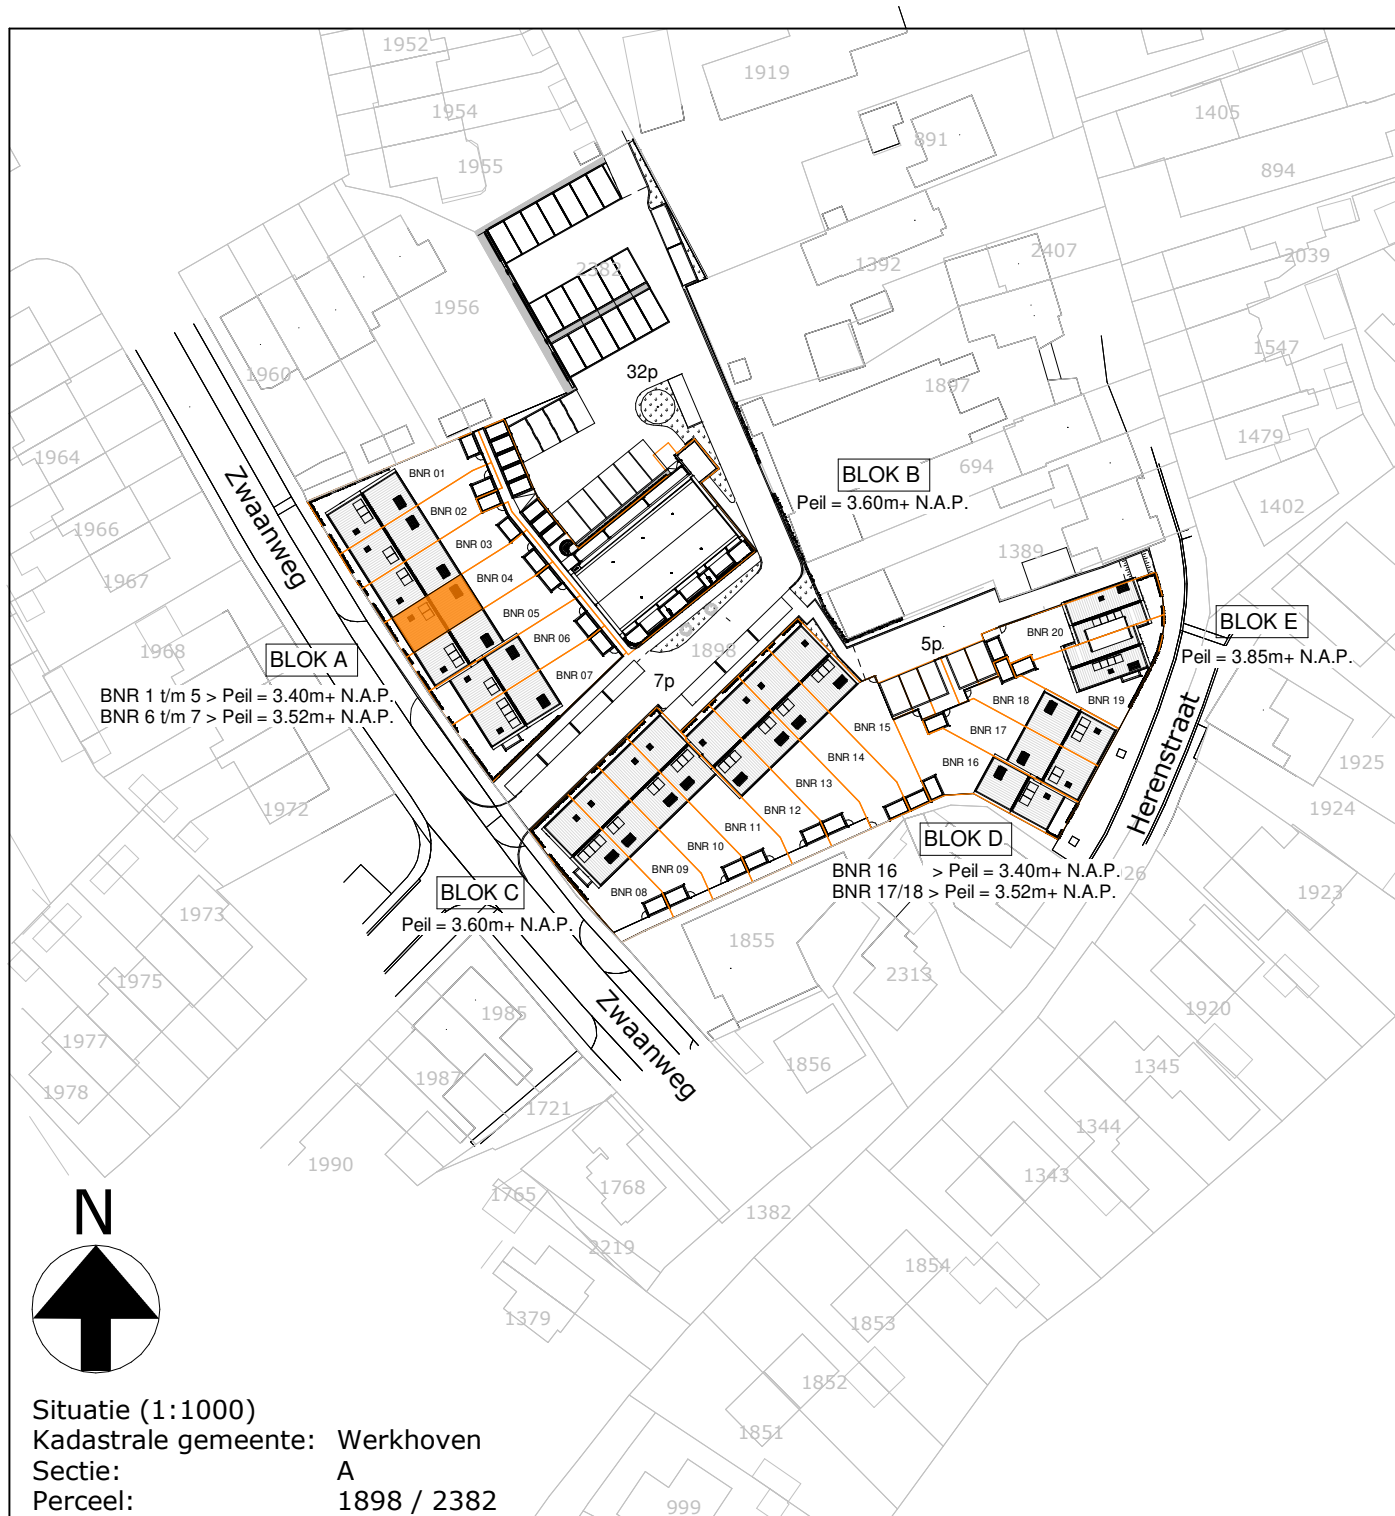 1952
1919
1954
1405
891
1955
894
2407
1392
2039
2382
1956
1547
1960
32p
1897
1479
1964
BNR 01
694
BLOK B
Peil = 3.60m+ N.A.P.
1402
Zwaanweg
BNR 02
1966
BNR 03
1389
1967
BNR 04
BNR 05
BNR 06
BNR 20
BLOK E
Peil = 3.85m+ N.A.P.
1968
BLOK A
BNR 1 t/m 5 > Peil = 3.40m+ N.A.P.
BNR 6 t/m 7 > Peil = 3.52m+ N.A.P.
1898
5p
BNR 07
7p
BNR 18
BNR 19
BNR 15
BNR 17
Herenstraat
1925
BNR 14
BNR 16
BNR 13
1924
1972
BNR 12
BNR 11
BLOK D
BNR 16 > Peil = 3.40m+ N.A.P.
BNR 17/18 > Peil = 3.52m+ N.A.P.
26
BNR 10
BNR 09
BNR 08
1923
BLOK C
Peil = 3.60m+ N.A.P.
1973
1855
1975
2313
Zwaanweg
1985
1920
1977
1856
1345
1978
1987
1721
1344
1990
1343
1765
1768
1382
N
2219
1854
1379
1853
1852
1851
999
Situatie (1:1000)
Kadastrale gemeente: Werkhoven
Sectie: A
Perceel: 1898 / 2382